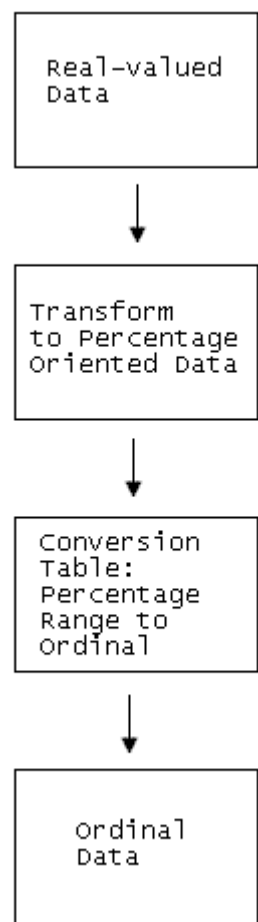 Real-valued
Data
Transform
to Percentage
Oriented Data
Conversion
Table:
Percentage
Range to
Ordinal
Ordinal
Data